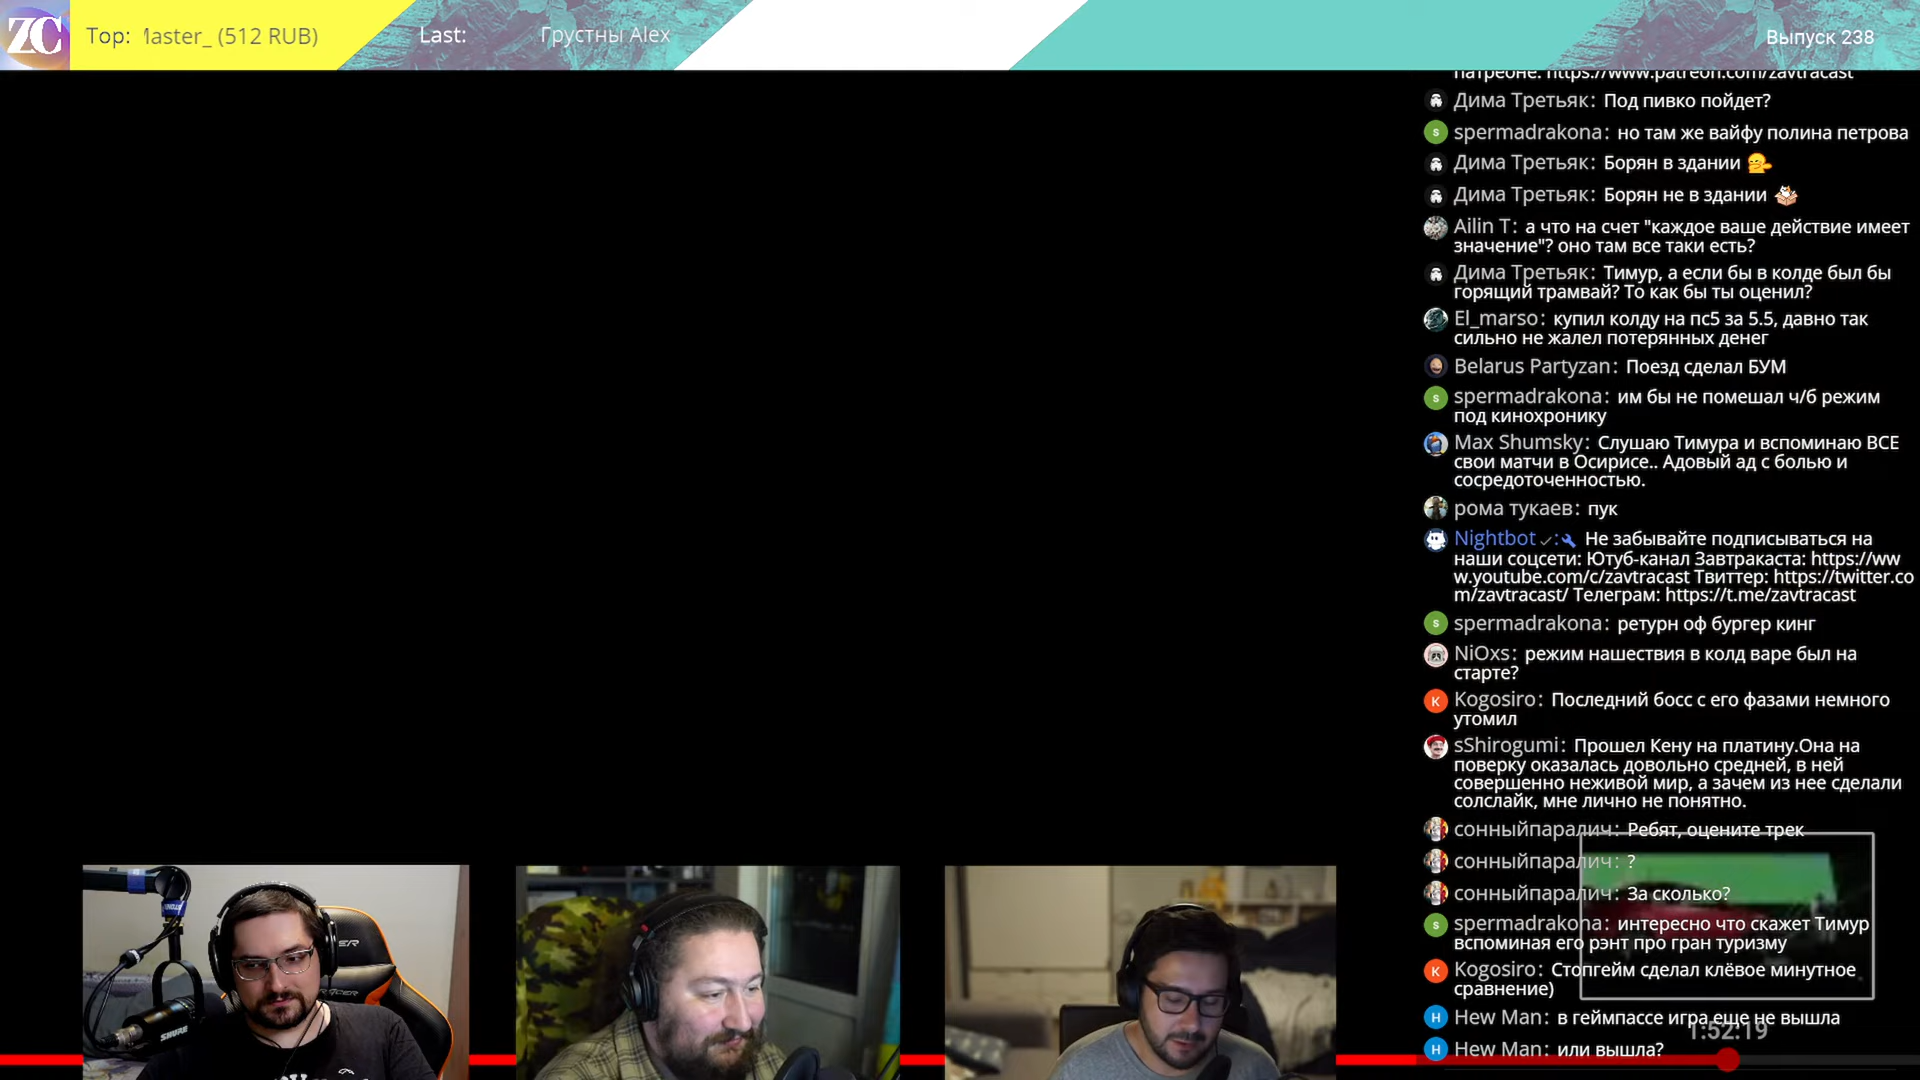 ZC
Top: laster_ (512 RUB)
Last: Грустны Alex
Выпуск 238
патреоне: https://www.patreon.com/zavtracast
Дима Третьяк: Под пивко пойдет?
s spermadrakona: но там же вайфу полина петрова
Дима Третьяк: Борян в здании
Дима Третьяк: Борян не в здании
Ailin T: а что на счет "каждое ваше действие имеет
значение"? оно там все таки есть?
Дима Третьяк: Тимур, а если бы в колде был бы
горящий трамвай? То как бы ты оценил?
El_marso: купил колду на пс5 за 5.5, давно так
сильно не жалел потерянных денег
Belarus Partyzan: Поезд сделал БУМ
s spermadrakona: им бы не помешал ч/б режим
под кинохронику
Max Shumsky: Слушаю Тимура и вспоминаю ВСЕ
свои матчи в Осирисе.. Адовый ад с болью и
сосредоточенностью.
рома тукаев: пук
Nightbot: Не забывайте подписываться на
наши соцсети: Ютуб-канал Завтракаста: https://ww
w.youtube.com/c/zavtracast Твиттер: https://twitter.co
m/zavtracast/ Телеграм: https://t.me/zavtracast
s spermadrakona: ретурн оф бургер кинг
NiOxs: режим нашествия в колд варе был на
старте?
K Kogosiro: Последний босс с его фазами немного
утомил
sShirogumi: Прошел Кену на платину.Она на
поверку оказалась довольно средней, в ней
совершенно неживой мир, а зачем из нее сделали
солслайк, мне лично не понятно.
сонныйпаралич: Ребят, оцените трек
сонныйпаралич: ?
сонныйпаралич: За сколько?
s spermadrakona: интересно что скажет Тимур
вспоминая его рэнт про гран туризму
K Kogosiro: Стопгейм сделал клёвое минутное
сравнение)
H Hew Man: в геймпассе игра еще не вышла
1:52:19
H Hew Man: или вышла?
SHURE